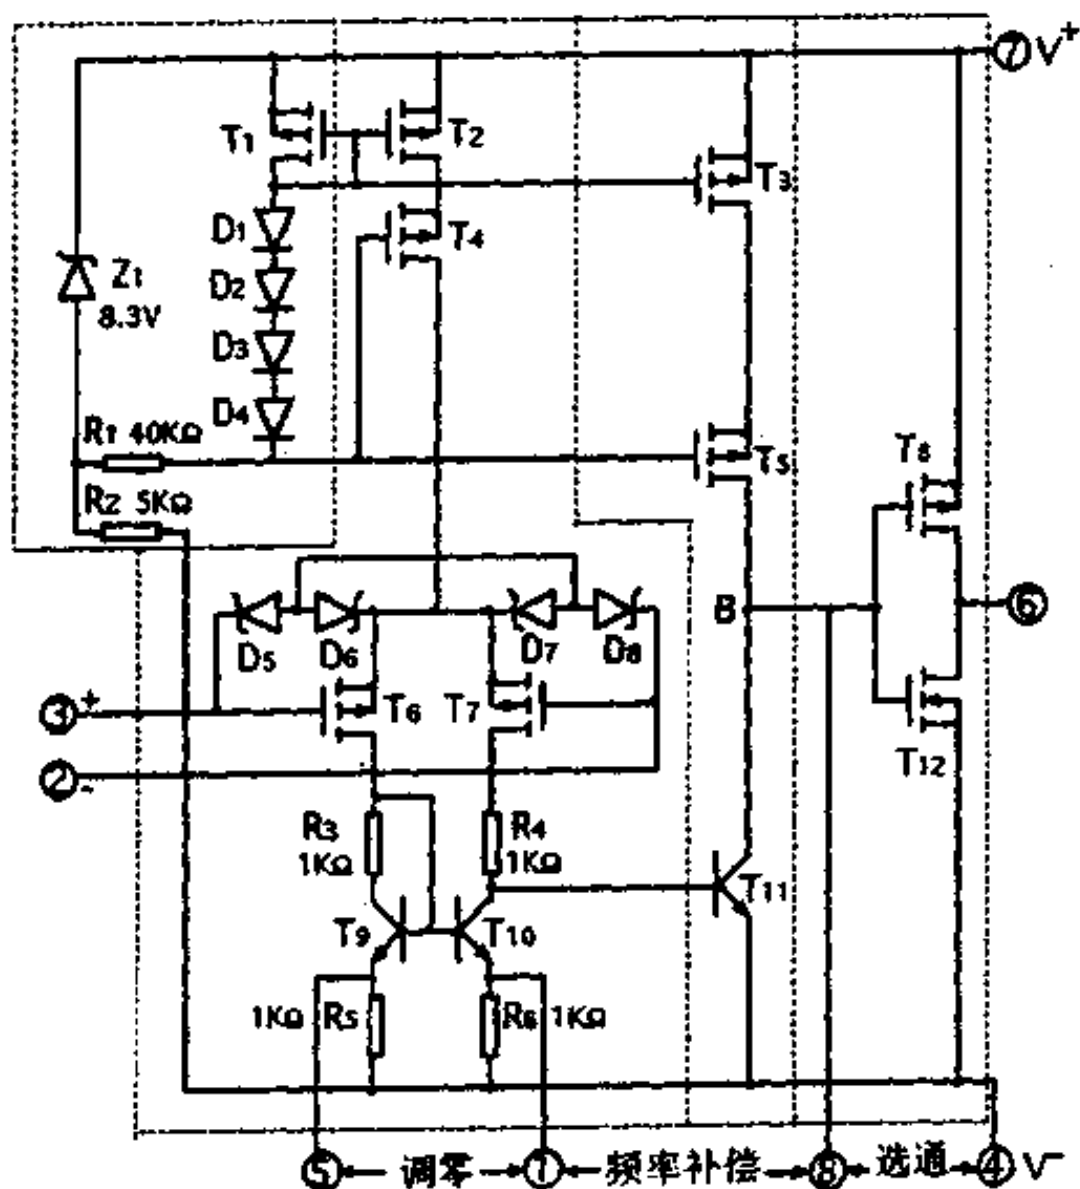 ⑦ V+
T1
T2
T3
D1
T4
Z1
8.3V
D2
D3
D4
R1 40KΩ
T5
T8
R2 5KΩ
B
⑥
D5
D6
D7
D8
③ +
T6
T7
T12
② -
R3
1KΩ
R4
1KΩ
T11
T9
T10
1KΩ R5
R6 1KΩ
⑤ 调零 ① 频率补偿 ⑧ 选通 ④ V-